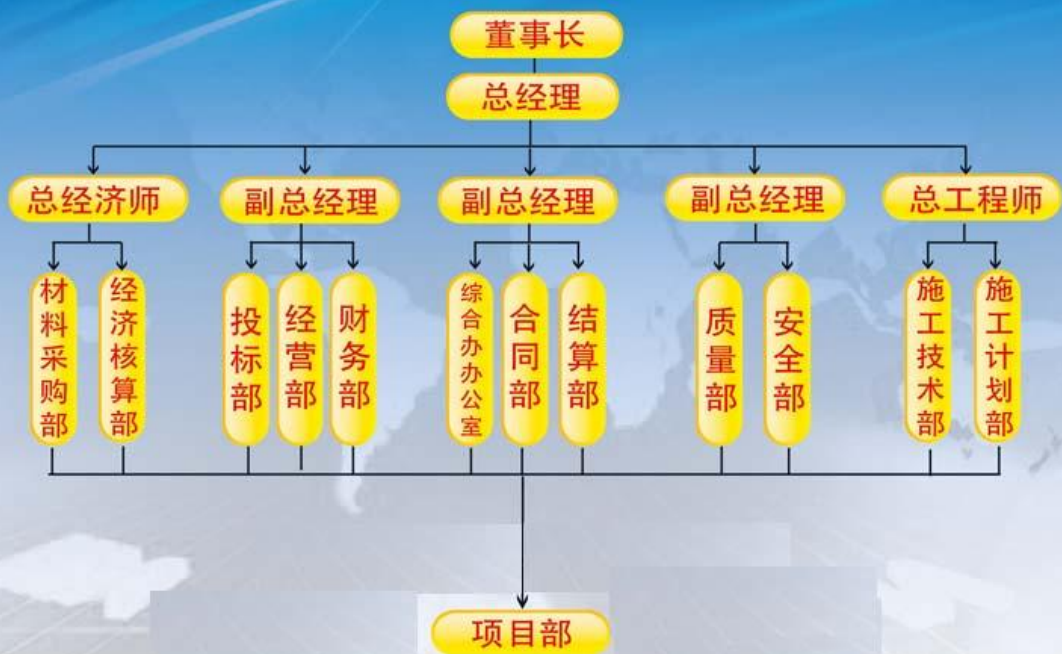 董事长
总经理
总经济师
副总经理
副总经理
副总经理
总工程师
材料采购部
经济核算部
投标部
经营部
财务部
综合办办公室
合同部
结算部
质量部
安全部
施工技术部
施工计划部
项目部